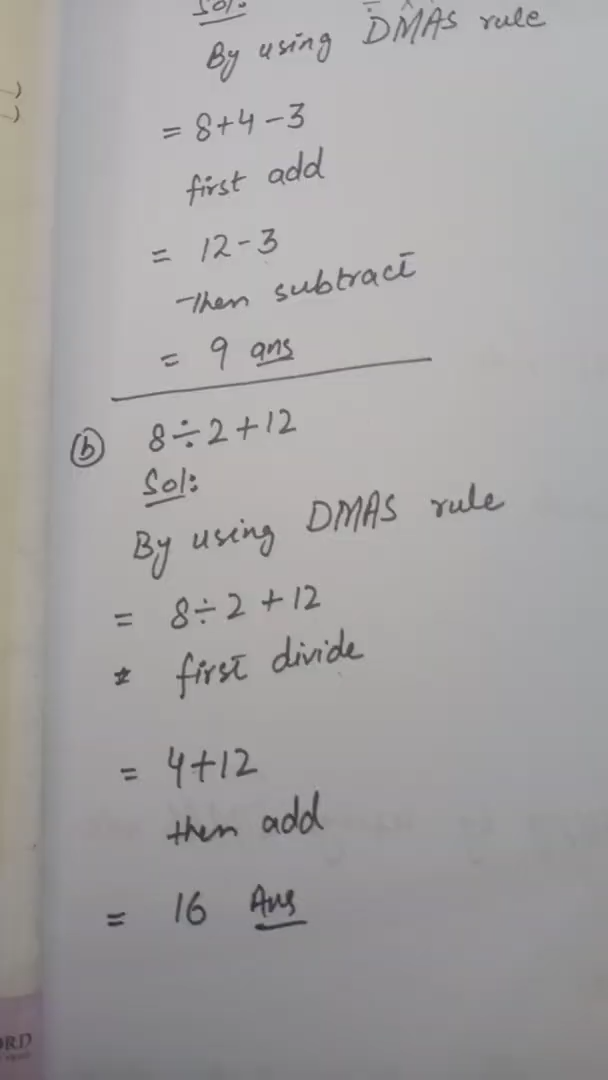 Sol:
By using DMAS rule
= 8+4-3
first add
= 12-3
then subtract
= 9 ans
(b) 8÷2+12
Sol:
By using DMAS rule
= 8÷2+12
first divide
= 4+12
then add
= 16 Ans
ORD